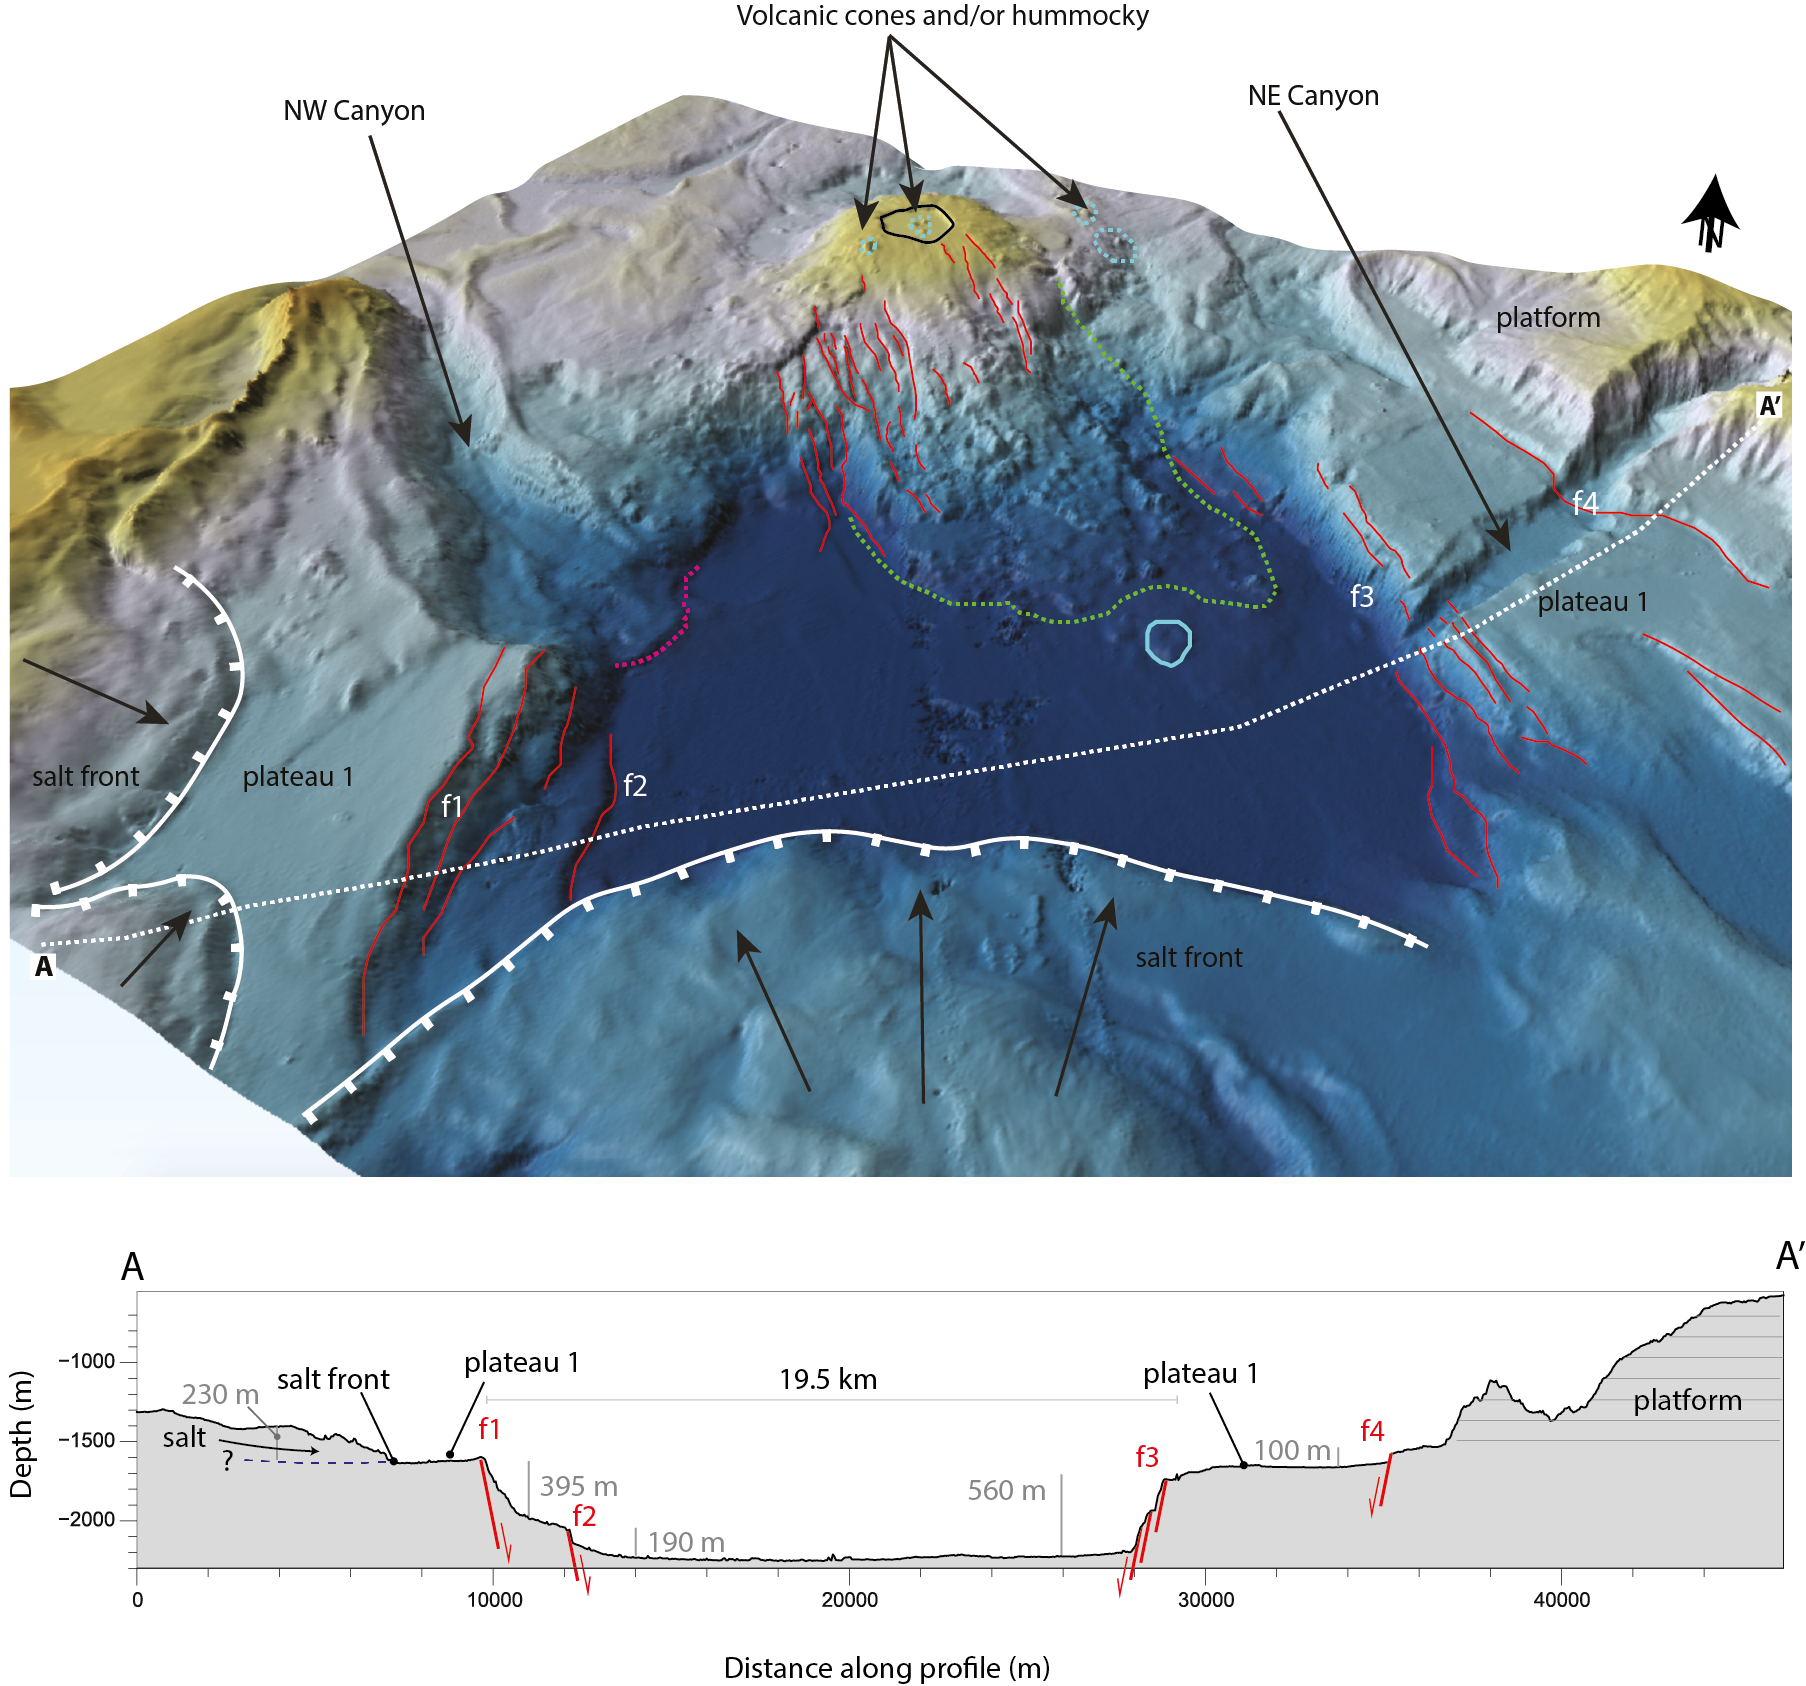 Volcanic cones and/or hummocky
NW Canyon
NE Canyon
N
platform
A’
f4
f3
plateau 1
salt front
plateau 1
f1
f2
A
salt front
A
A’
plateau 1
salt front
19.5 km
plateau 1
−1000
230 m
platform
f1
f4
salt
100 m
−1500
?
f3
395 m
560 m
f2
−2000
190 m
Depth (m)
0
10000
20000
30000
40000
Distance along profile (m)